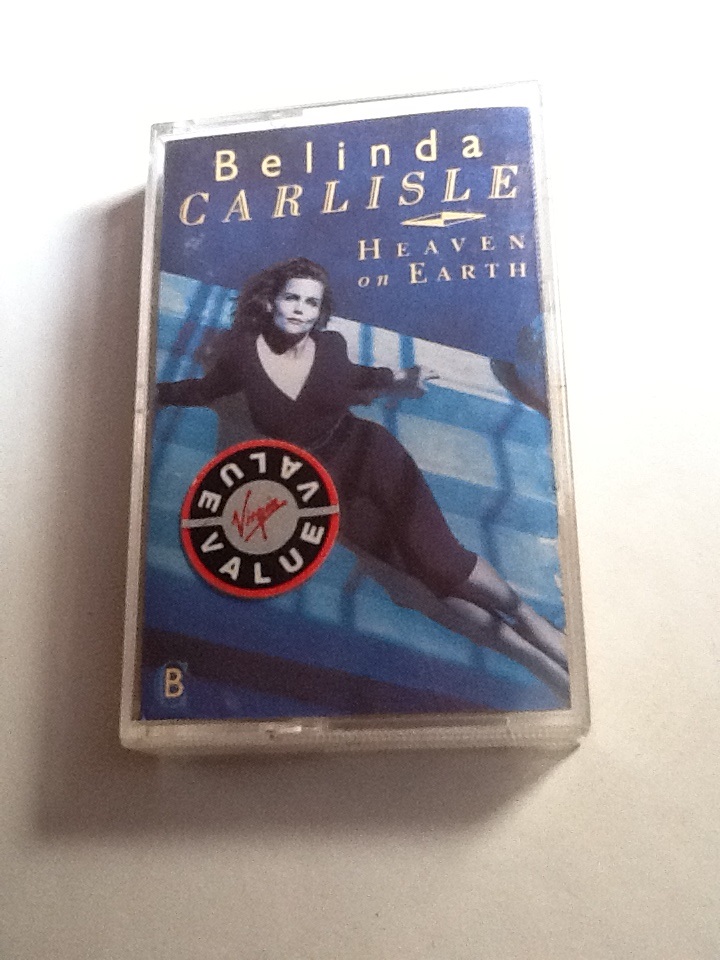 Belinda
CARLISLE
HEAVEN
on EARTH
VALUE
Virgin
VALUE
B